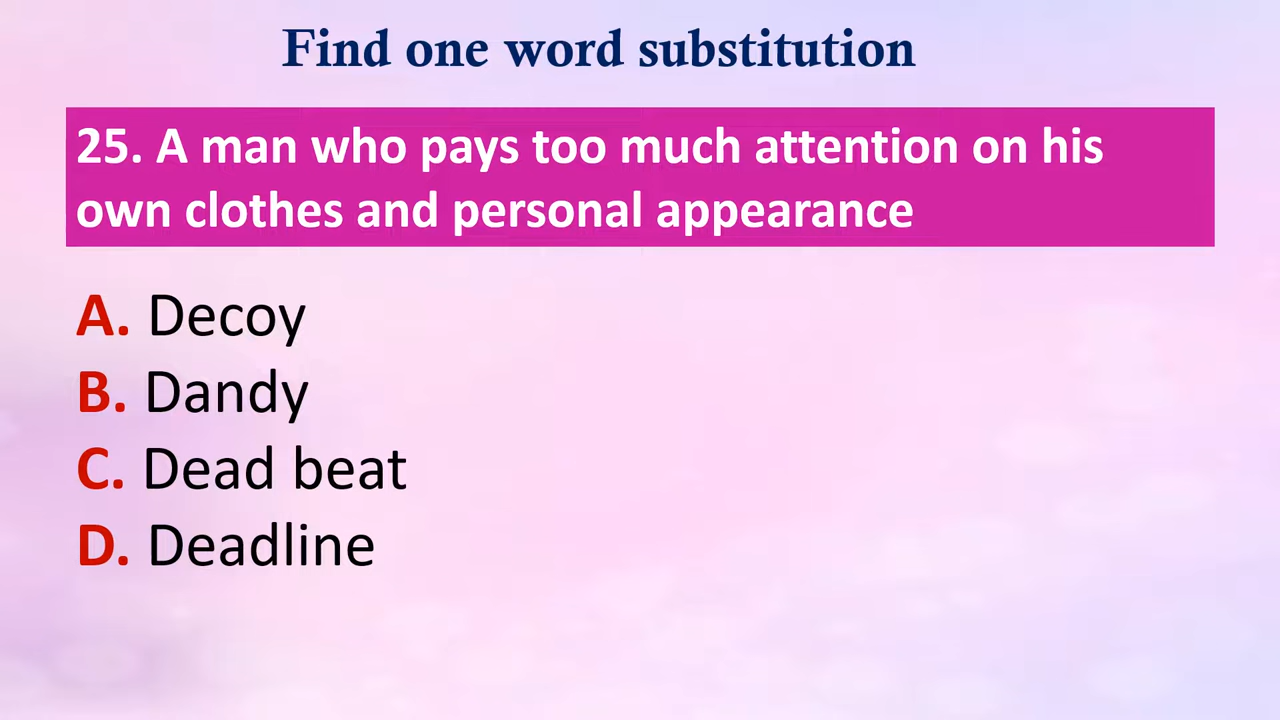 Find one word substitution
25. A man who pays too much attention on his
own clothes and personal appearance
A. Decoy
B. Dandy
C. Dead beat
D. Deadline